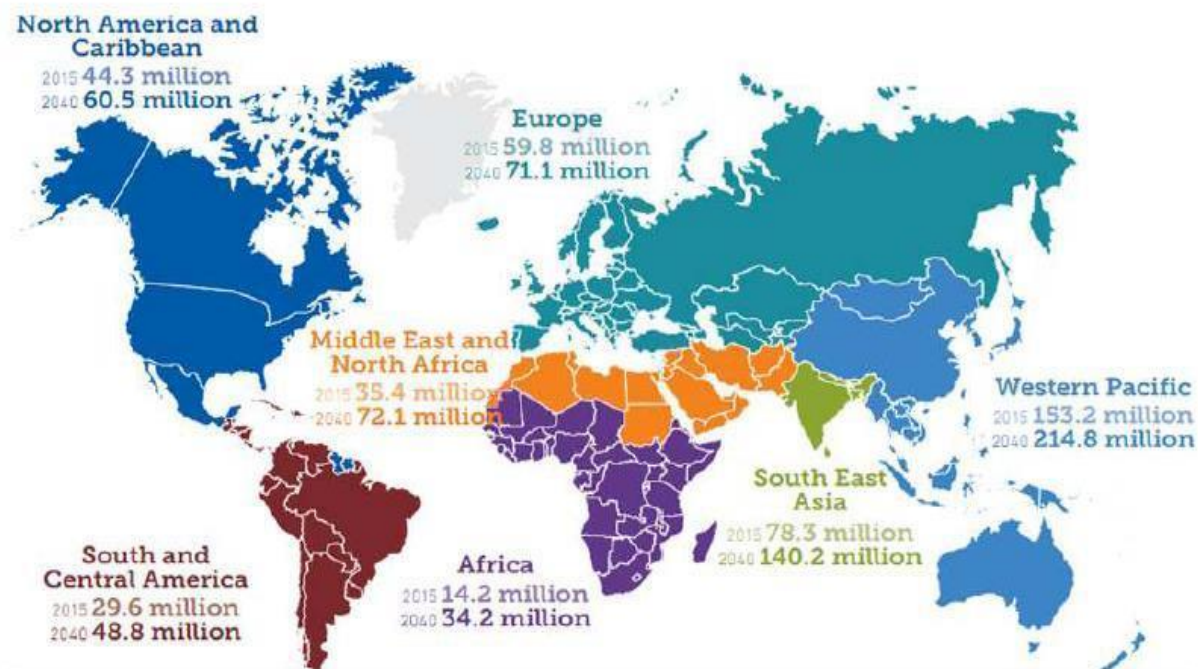 North America and
Caribbean
2015 44.3 million
2040 60.5 million
Europe
2015 59.8 million
2040 71.1 million
Middle East and
North Africa
2015 35.4 million
2040 72.1 million
Western Pacific
2015 153.2 million
2040 214.8 million
South East
Asia
2015 78.3 million
2040 140.2 million
South and
Central America
2015 29.6 million
2040 48.8 million
Africa
2015 14.2 million
2040 34.2 million